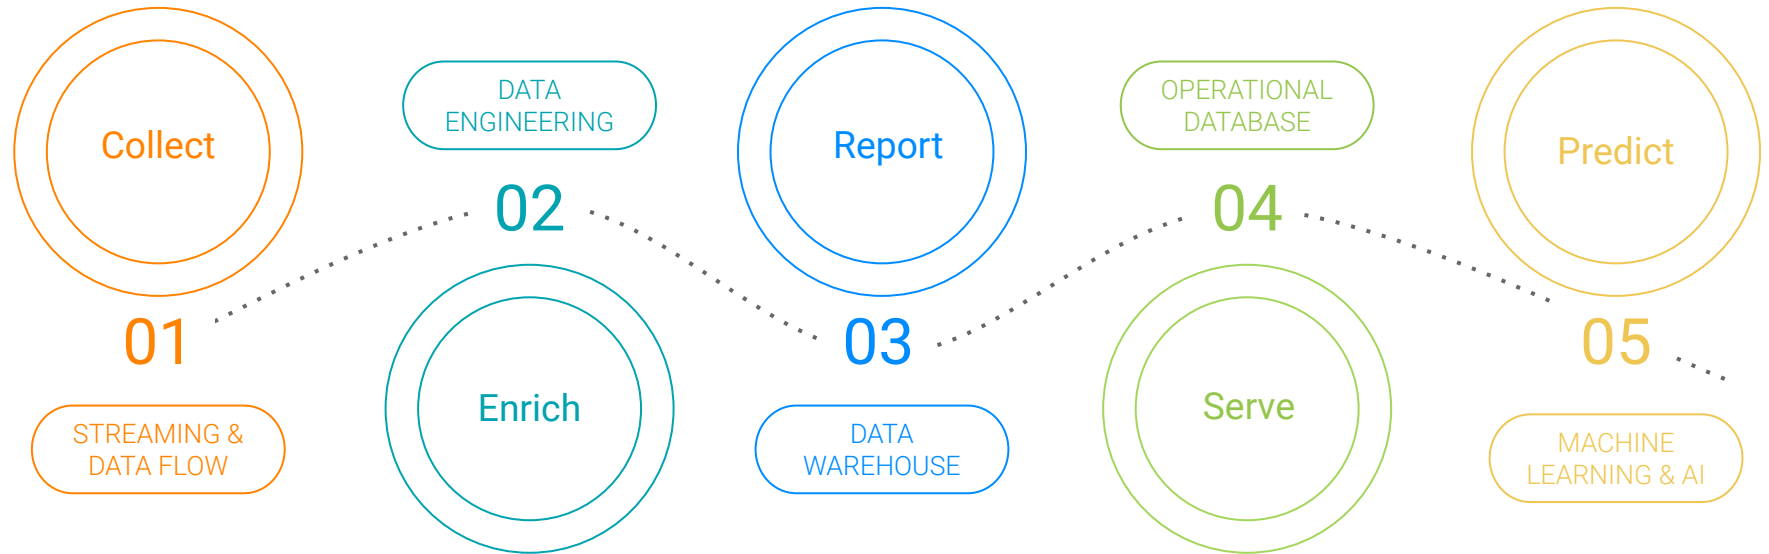 Collect
01
STREAMING &
DATA FLOW
DATA
ENGINEERING
02
Enrich
Report
03
DATA
WAREHOUSE
OPERATIONAL
DATABASE
04
Serve
Predict
05
MACHINE
LEARNING & AI